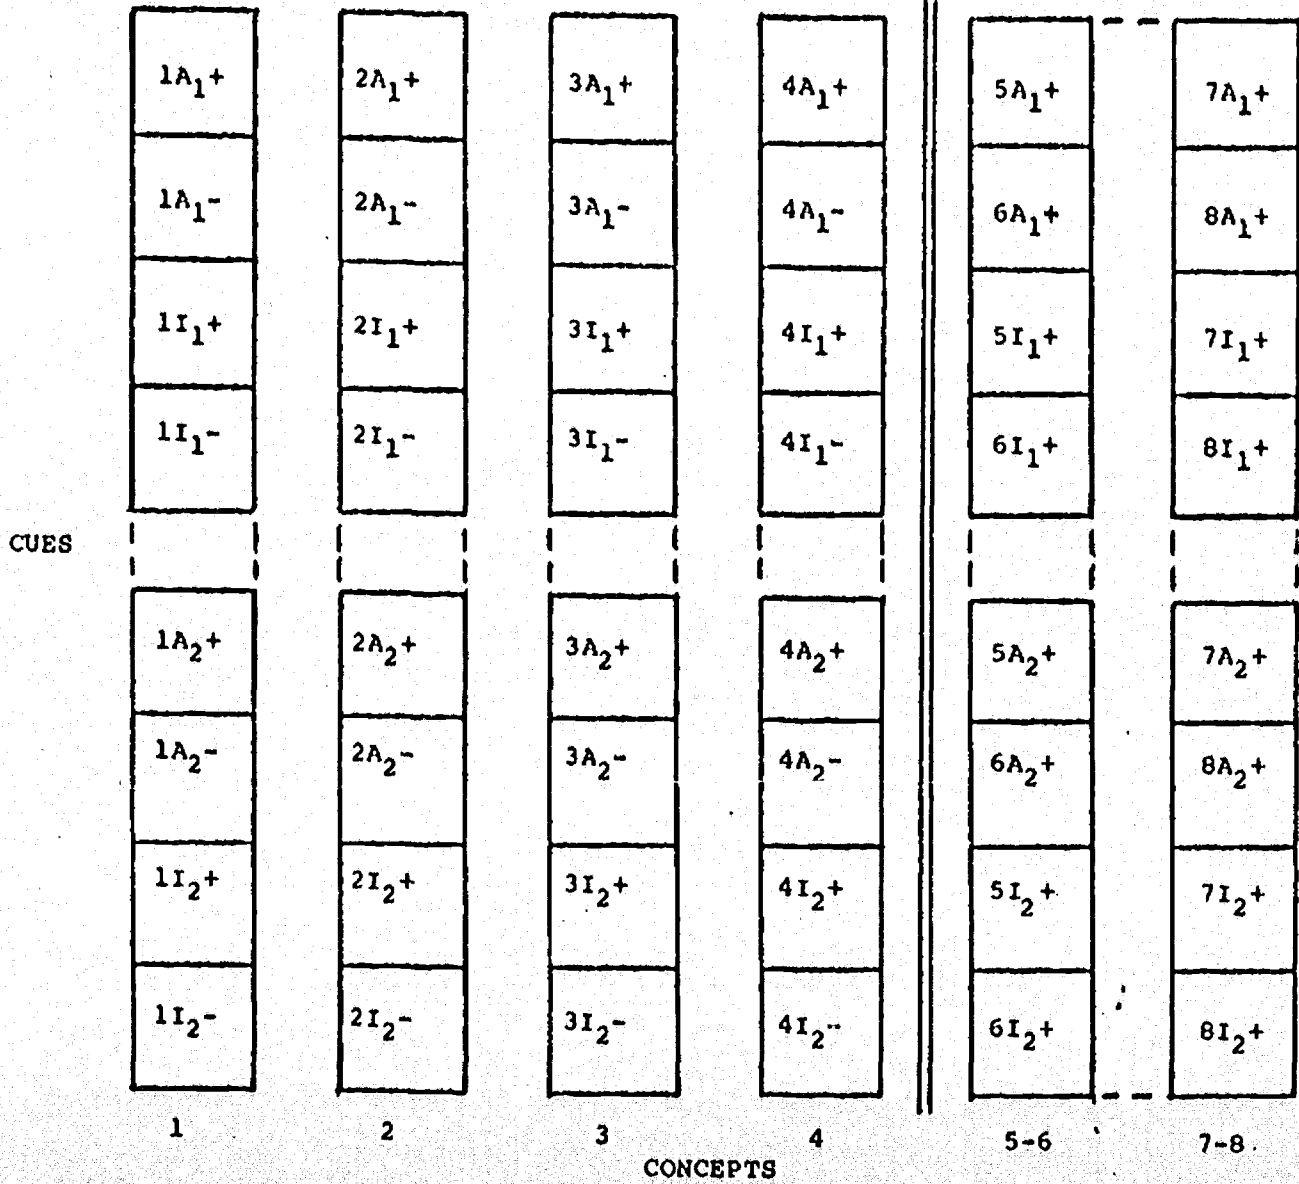 1A₁+ 2A₁+ 3A₁+ 4A₁+ 5A₁+ 7A₁+
1A₁- 2A₁- 3A₁- 4A₁- 6A₁+ 8A₁+
1I₁+ 2I₁+ 3I₁+ 4I₁+ 5I₁+ 7I₁+
1I₁- 2I₁- 3I₁- 4I₁- 6I₁+ 8I₁+
CUES
1A₂+ 2A₂+ 3A₂+ 4A₂+ 5A₂+ 7A₂+
1A₂- 2A₂- 3A₂- 4A₂- 6A₂+ 8A₂+
1I₂+ 2I₂+ 3I₂+ 4I₂+ 5I₂+ 7I₂+
1I₂- 2I₂- 3I₂- 4I₂- 6I₂+ 8I₂+
1 2 3 4 5-6 7-8
CONCEPTS